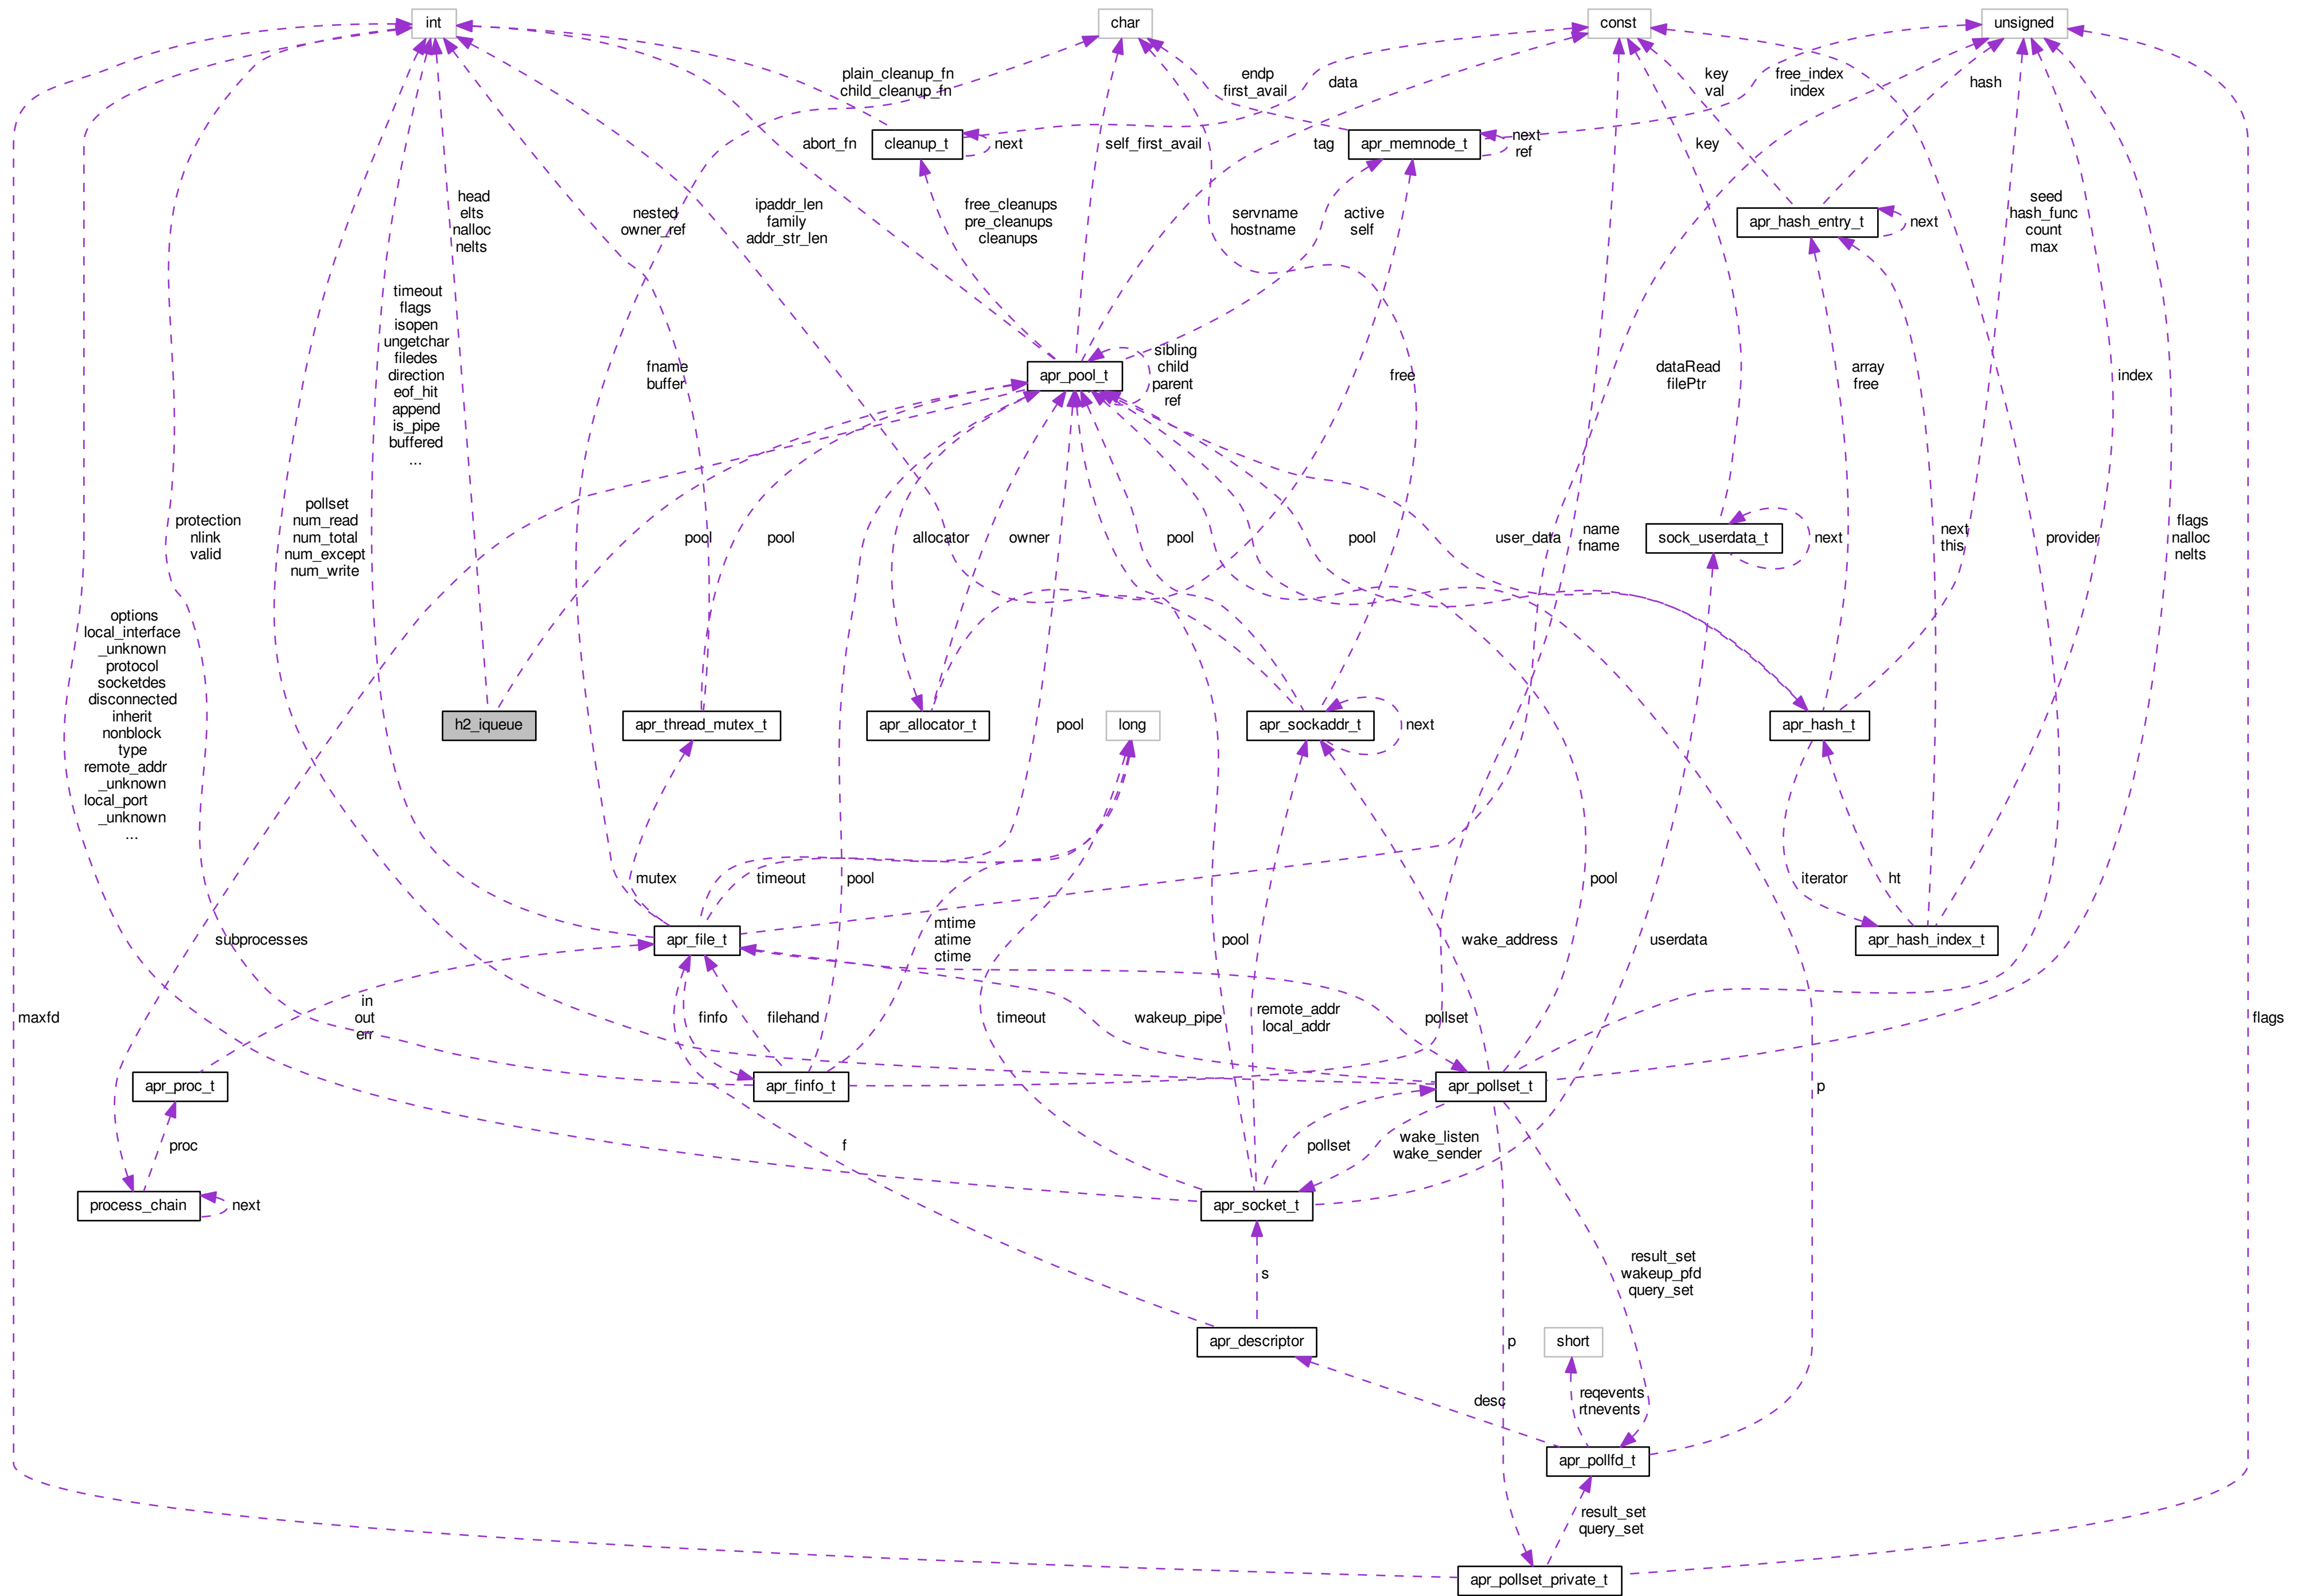 int
char
const
unsigned
plain_cleanup_fn
child_cleanup_fn
endp
first_avail
data
key
val
free_index
index
hash
abort_fn
cleanup_t
next
self_first_avail
tag
apr_memnode_t
next
ref
key
head
elts
nalloc
nelts
nested
owner_ref
ipaddr_len
family
addr_str_len
free_cleanups
pre_cleanups
cleanups
servname
hostname
active
self
apr_hash_entry_t
next
seed
hash_func
count
max
timeout
flags
isopen
ungetchar
filedes
direction
eof_hit
append
is_pipe
buffered
...
fname
buffer
apr_pool_t
sibling
child
parent
ref
free
dataRead
filePtr
array
free
index
protection
nlink
valid
pollset
num_read
num_total
num_except
num_write
pool
pool
allocator
owner
pool
pool
user_data
name
fname
sock_userdata_t
next
next
this
provider
flags
nalloc
nelts
options
local_interface
_unknown
protocol
socketdes
disconnected
inherit
nonblock
type
remote_addr
_unknown
local_port
_unknown
...
h2_iqueue
apr_thread_mutex_t
apr_allocator_t
pool
long
apr_sockaddr_t
next
apr_hash_t
mutex
timeout
pool
pool
iterator
ht
subprocesses
apr_file_t
mtime
atime
ctime
pool
wake_address
userdata
apr_hash_index_t
maxfd
in
out
err
finfo
filehand
timeout
wakeup_pipe
remote_addr
local_addr
pollset
flags
apr_proc_t
apr_finfo_t
apr_pollset_t
p
proc
f
pollset
wake_listen
wake_sender
process_chain
next
apr_socket_t
s
result_set
wakeup_pfd
query_set
apr_descriptor
p
short
desc
reqevents
rtnevents
apr_pollfd_t
result_set
query_set
apr_pollset_private_t